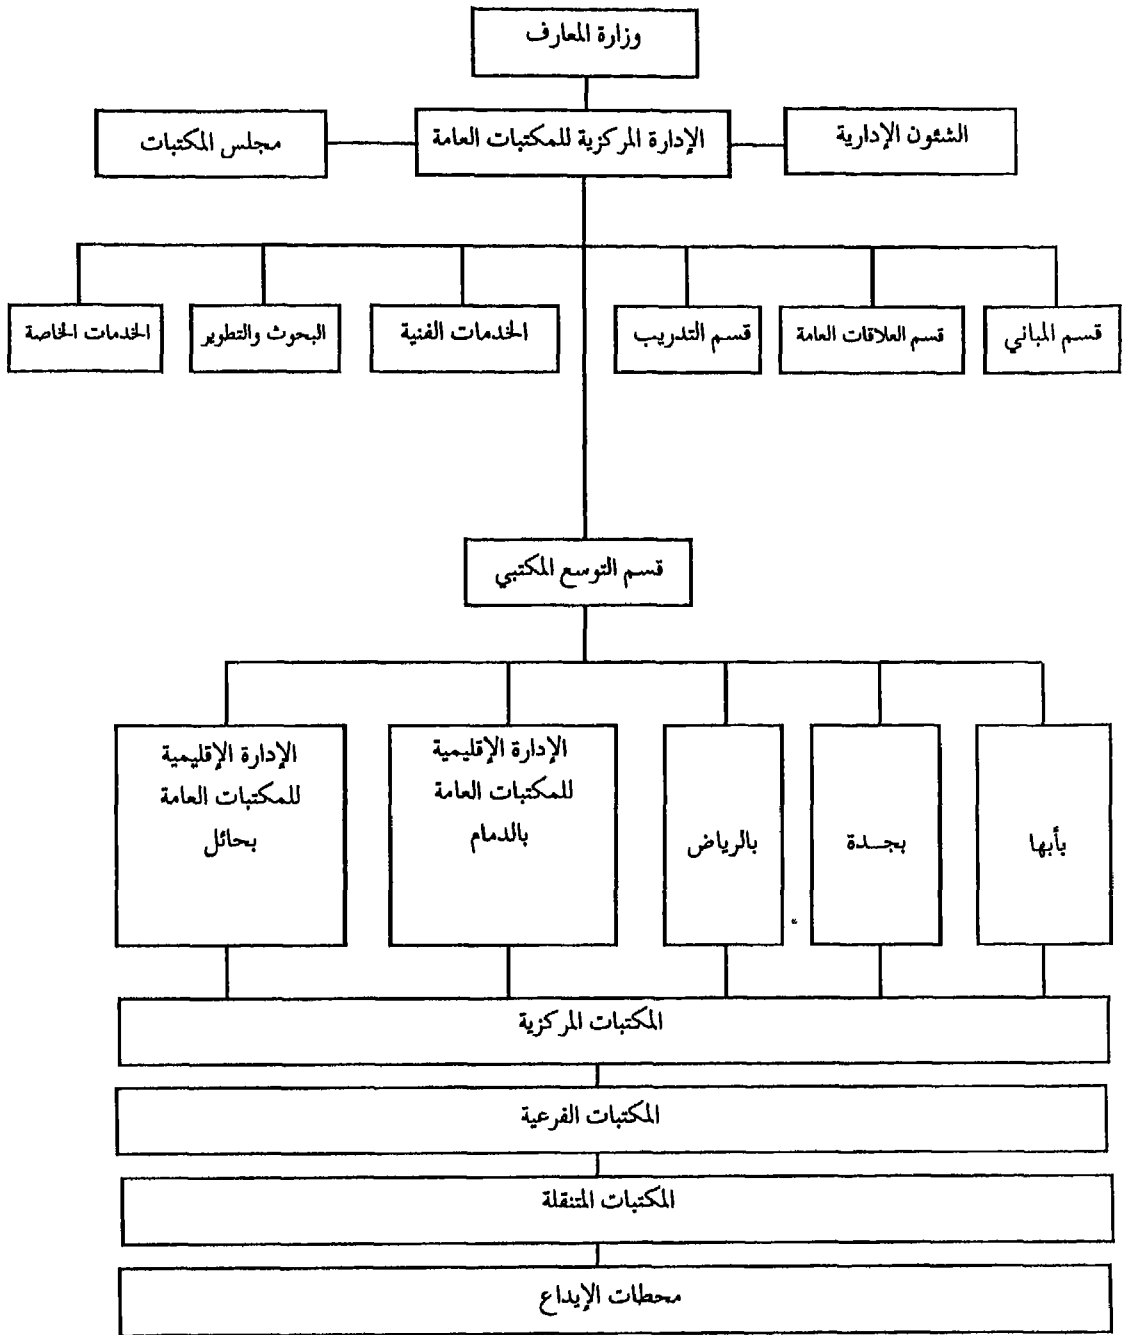 وزارة المعارف
الشئون الإدارية
الإدارة المركزية للمكتبات العامة
مجلس المكتبات
قسم المباني
قسم العلاقات العامة
قسم التدريب
الخدمات الفنية
البحوث والتطوير
الخدمات الخاصة
قسم التوسع المكتبي
بأبها
بجــدة
بالرياض
الإدارة الإقليمية
للمكتبات العامة
بالدمام
الإدارة الإقليمية
للمكتبات العامة
بحائل
المكتبات المركزية
المكتبات الفرعية
المكتبات المتنقلة
محطات الإيداع